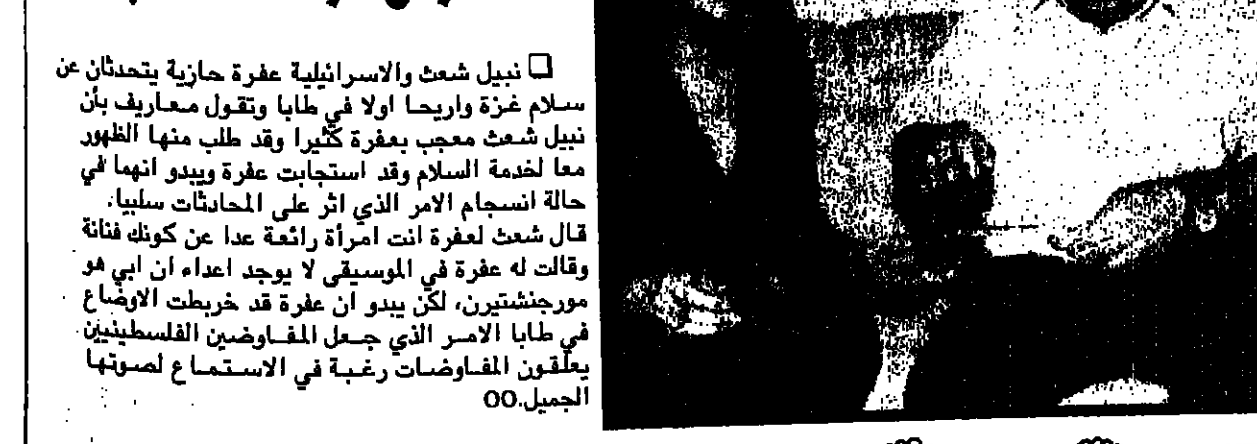 ❏ نبيل شعث والاسرائيلية عفرة حازية يتحدثان عن
سلام غزة واريحا اولا في طابا وتقول معاريف بأن
نبيل شعث معجب بعفرة كثيرا وقد طلب منها الظهور
معا لخدمة السلام وقد استجابت عفرة ويبدو انهما في
حالة انسجام الامر الذي اثر على المحادثات سلبيا.
قال شعث لعفرة انت امرأة رائعة عدا عن كونك فنانة
وقالت له عفرة في الموسيقى لا يوجد اعداء ان ابي هو
مورجنشتيرن، لكن يبدو ان عفرة قد خربطت الاوضاع
في طابا الامر الذي جعل المفاوضين الفلسطينيين
يعلقون المفاوضات رغبة في الاستماع لصوتها
الجميل.OO